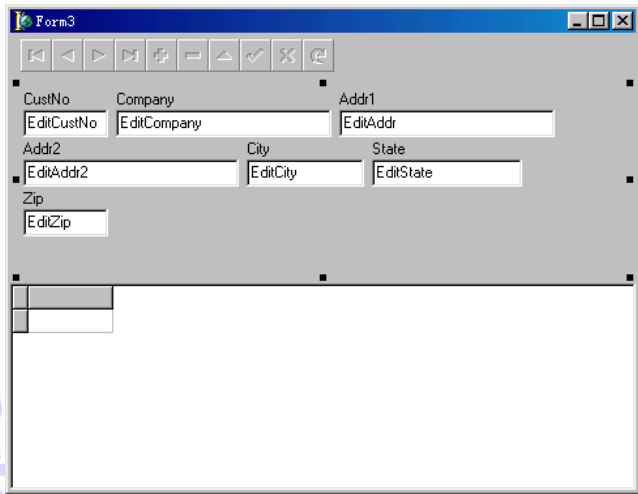 Form3
CustNo Company Addr1
EditCustNo EditCompany EditAddr
Addr2 City State
EditAddr2 EditCity EditState
Zip
EditZip